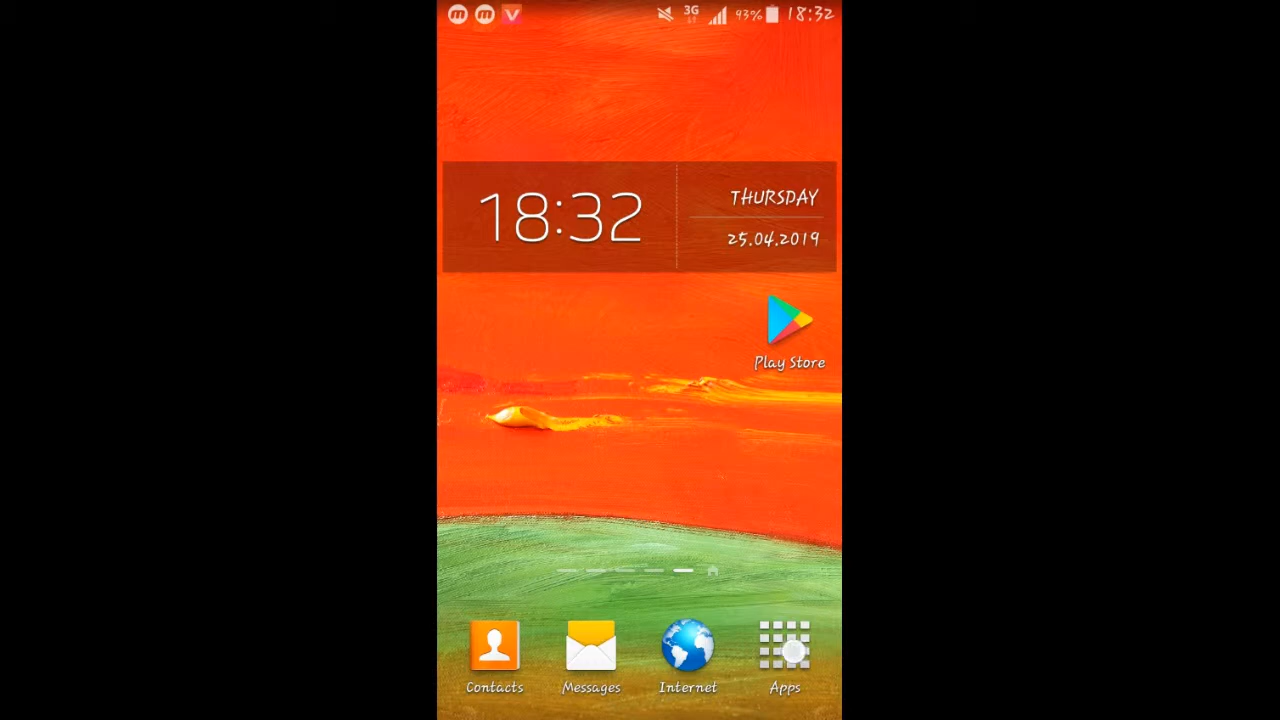 m m V 3G 93% 18:32
18:32
THURSDAY
25.04.2019
Play Store
Contacts Messages Internet Apps